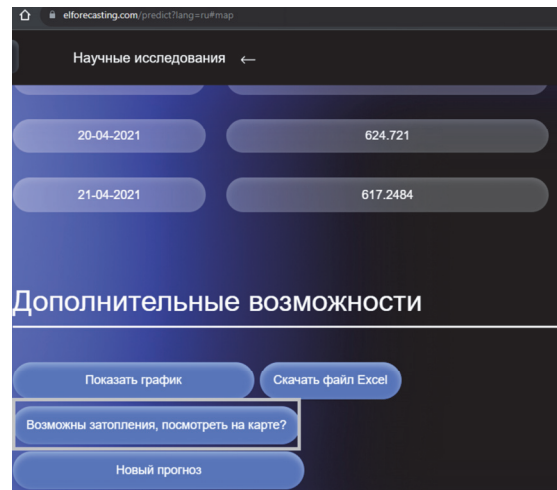 elforecasting.com/predict?lang=ru#map
Научные исследования ←
20-04-2021 624.721
21-04-2021 617.2484
Дополнительные возможности
Показать график Скачать файл Excel
Возможны затопления, посмотреть на карте?
Новый прогноз